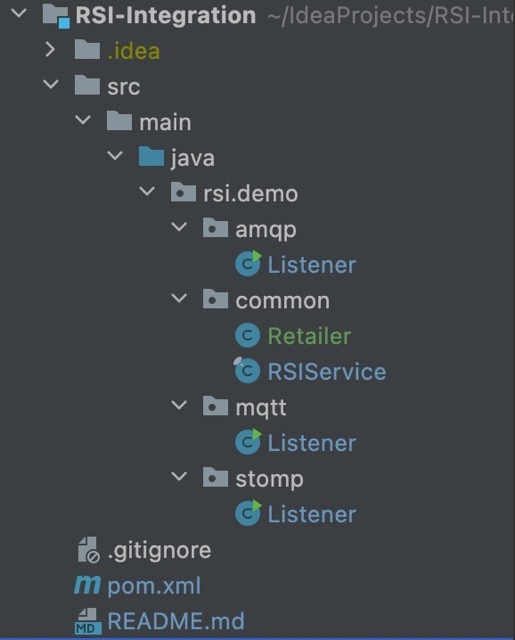 RSI-Integration ~/IdeaProjects/RSI-Int
.idea
src
main
java
rsi.demo
amqp
C Listener
common
C Retailer
C RSIService
mqtt
C Listener
stomp
C Listener
.gitignore
m pom.xml
MD README.md